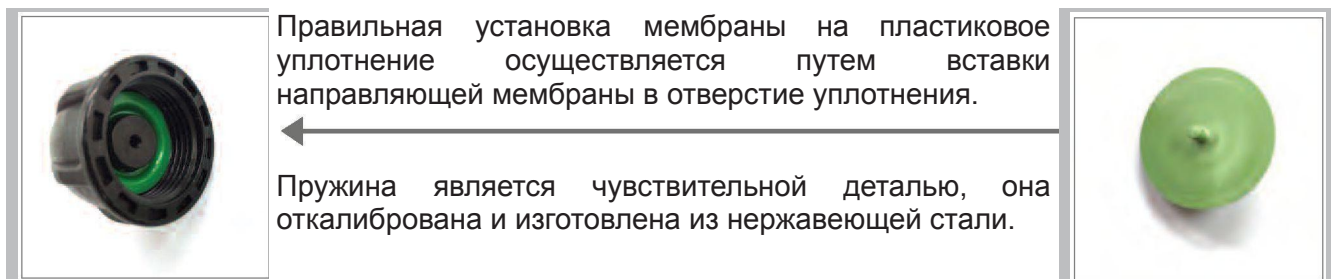 Правильная установка мембраны на пластиковое
уплотнение осуществляется путем вставки
направляющей мембраны в отверстие уплотнения.
Пружина является чувствительной деталью, она
откалибрована и изготовлена из нержавеющей стали.